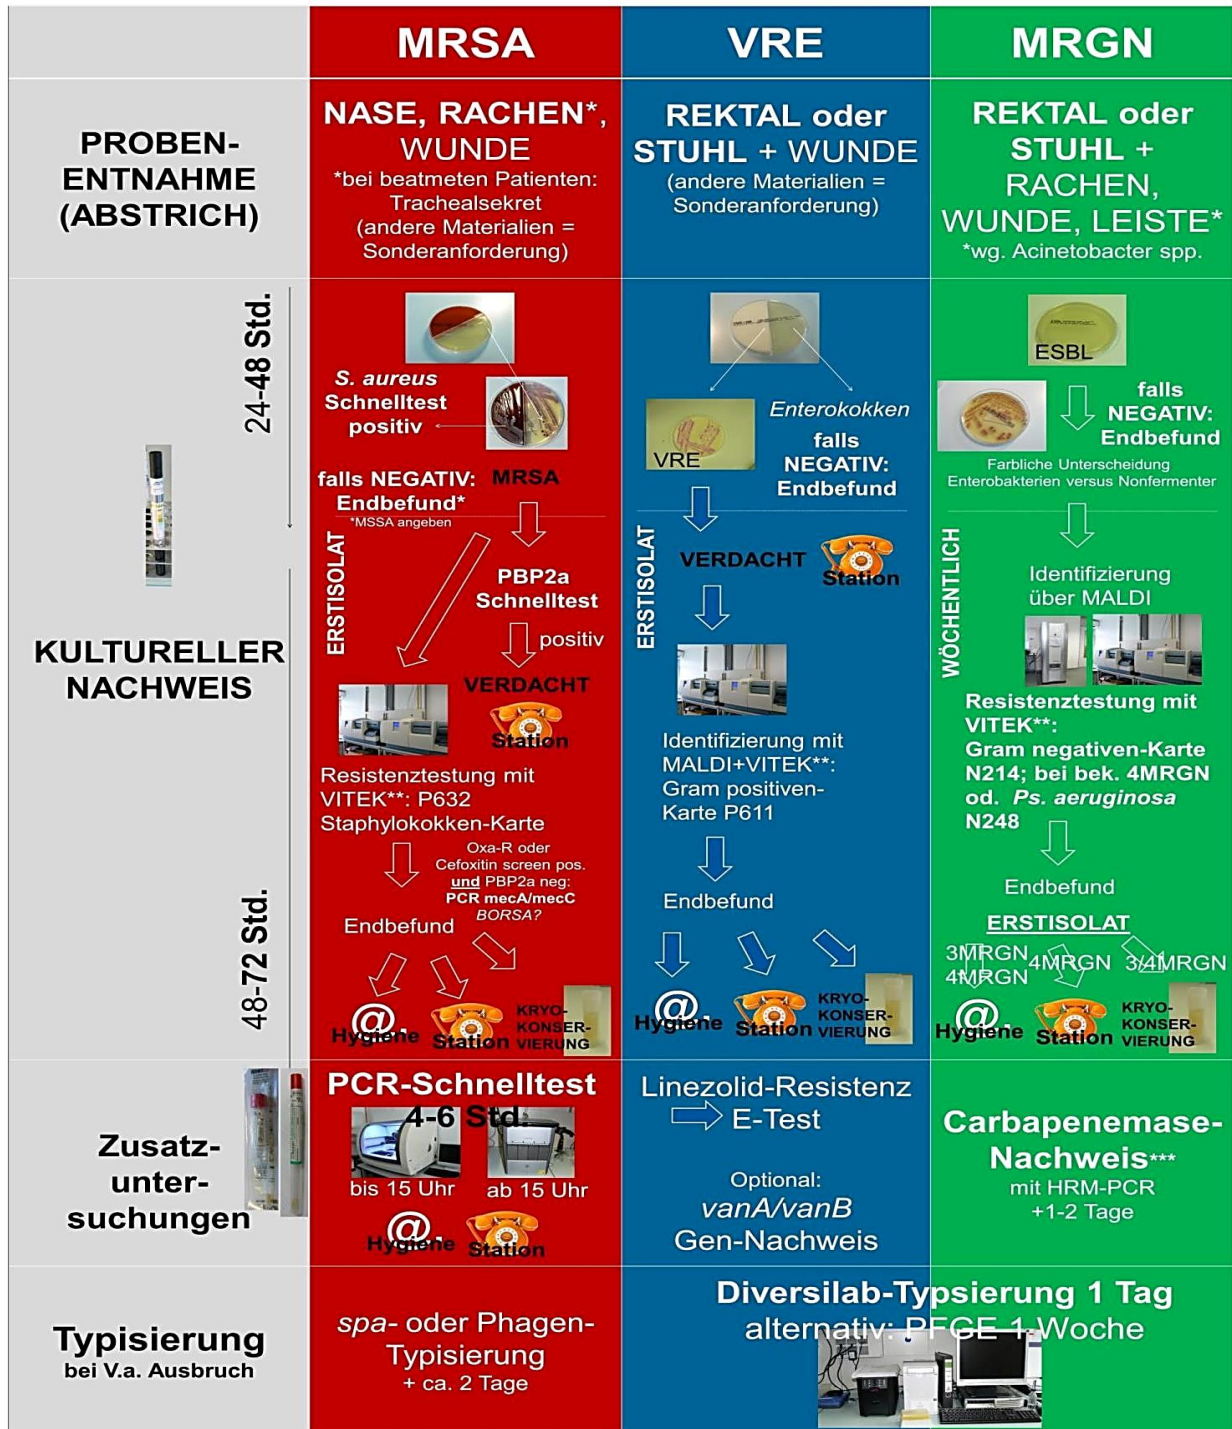 MRSA
VRE
MRGN
PROBEN-
ENTNAHME
(ABSTRICH)
NASE, RACHEN*,
WUNDE
*bei beatmeten Patienten:
Trachealsekret
(andere Materialien =
Sonderanforderung)
REKTAL oder
STUHL + WUNDE
(andere Materialien =
Sonderanforderung)
REKTAL oder
STUHL +
RACHEN,
WUNDE, LEISTE*
*wg. Acinetobacter spp.
KULTURELLER
NACHWEIS
24-48 Std.
48-72 Std.
S. aureus
Schnelltest
positiv
falls NEGATIV:
Endbefund*
*MSSA angeben
MRSA
ERSTISOLAT
PBP2a
Schnelltest
positiv
VERDACHT
Station
Resistenztestung mit
VITEK**: P632
Staphylokokken-Karte
Oxa-R oder
Cefoxitin screen pos.
und PBP2a neg:
PCR mecA/mecC
BORSA?
Endbefund
@.
Hygiene
Station
KRYO-
KONSER-
VIERUNG
VRE
Enterokokken
falls
NEGATIV:
Endbefund
ERSTISOLAT
VERDACHT
Station
Identifizierung mit
MALDI+VITEK**:
Gram positiven-
Karte P611
Endbefund
@.
Hygiene
Station
KRYO-
KONSER-
VIERUNG
ESBL
falls
NEGATIV:
Endbefund
Farbliche Unterscheidung
Enterobakterien versus Nonfermenter
WÖCHENTLICH
Identifizierung
über MALDI
Resistenztestung mit
VITEK**:
Gram negativen-Karte
N214; bei bek. 4MRGN
od. Ps. aeruginosa
N248
Endbefund
ERSTISOLAT
3MRGN
4MRGN
4MRGN
3/4MRGN
@.
Hygiene
Station
KRYO-
KONSER-
VIERUNG
Zusatz-
unter-
suchungen
PCR-Schnelltest
4-6 Std.
bis 15 Uhr
ab 15 Uhr
@.
Hygiene
Station
Linezolid-Resistenz
E-Test
Optional:
vanA/vanB
Gen-Nachweis
Carbapenemase-
Nachweis***
mit HRM-PCR
+1-2 Tage
Typisierung
bei V.a. Ausbruch
spa- oder Phagen-
Typisierung
+ ca. 2 Tage
Diversilab-Typsierung 1 Tag
alternativ: PFGE 1 Woche